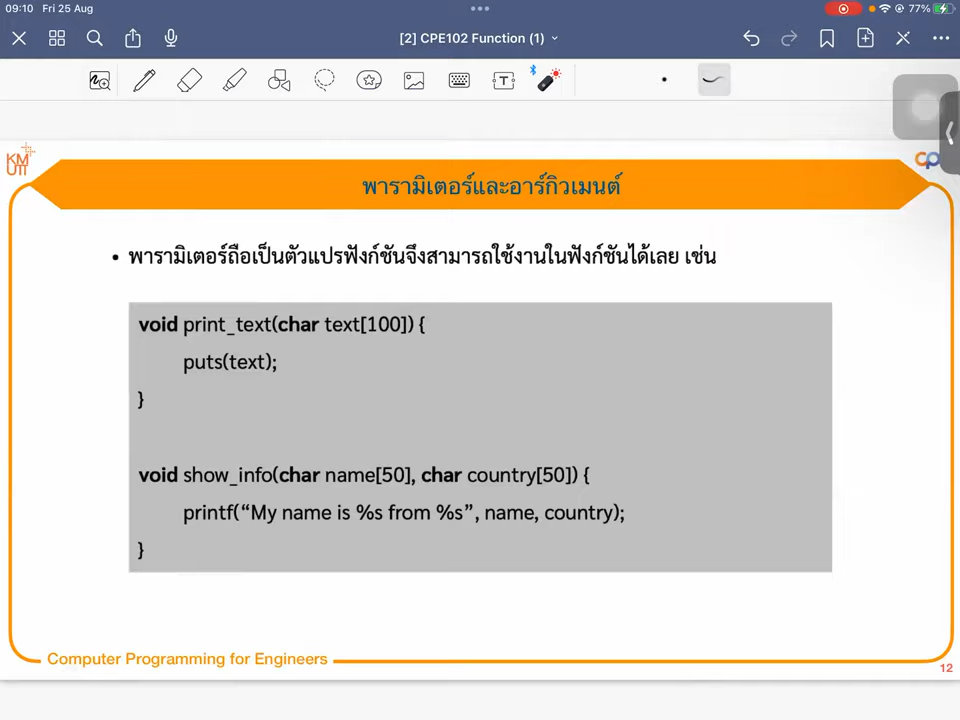 09:10 Fri 25 Aug
77%
[2] CPE102 Function (1)
KM
UTT
cp
พารามิเตอร์และอาร์กิวเมนต์
• พารามิเตอร์ถือเป็นตัวแปรฟังก์ชันจึงสามารถใช้งานในฟังก์ชันได้เลย เช่น
void print_text(char text[100]) {
puts(text);
}
void show_info(char name[50], char country[50]) {
printf(“My name is %s from %s”, name, country);
}
Computer Programming for Engineers
12